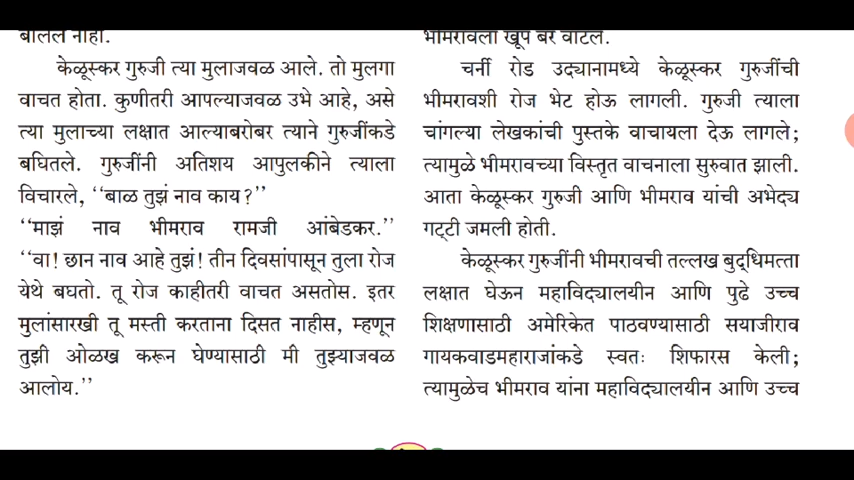 बोलले नाही.
केळूस्कर गुरुजी त्या मुलाजवळ आले. तो मुलगा
वाचत होता. कुणीतरी आपल्याजवळ उभे आहे, असे
त्या मुलाच्या लक्षात आल्याबरोबर त्याने गुरुजींकडे
बघितले. गुरुजींनी अतिशय आपुलकीने त्याला
विचारले, ‘‘बाळ तुझं नाव काय?’’
‘‘माझं नाव भीमराव रामजी आंबेडकर.’’
‘‘वा! छान नाव आहे तुझं! तीन दिवसांपासून तुला रोज
येथे बघतो. तू रोज काहीतरी वाचत असतोस. इतर
मुलांसारखी तू मस्ती करताना दिसत नाहीस, म्हणून
तुझी ओळख करून घेण्यासाठी मी तुझ्याजवळ
आलोय.’’
भीमरावला खूप बरे वाटले.
चर्नी रोड उद्यानामध्ये केळूस्कर गुरुजींची
भीमरावशी रोज भेट होऊ लागली. गुरुजी त्याला
चांगल्या लेखकांची पुस्तके वाचायला देऊ लागले;
त्यामुळे भीमरावच्या विस्तृत वाचनाला सुरुवात झाली.
आता केळूस्कर गुरुजी आणि भीमराव यांची अभेद्य
गट्टी जमली होती.
केळूस्कर गुरुजींनी भीमरावची तल्लख बुद्धिमत्ता
लक्षात घेऊन महाविद्यालयीन आणि पुढे उच्च
शिक्षणासाठी अमेरिकेत पाठवण्यासाठी सयाजीराव
गायकवाडमहाराजांकडे स्वतः शिफारस केली;
त्यामुळेच भीमराव यांना महाविद्यालयीन आणि उच्च